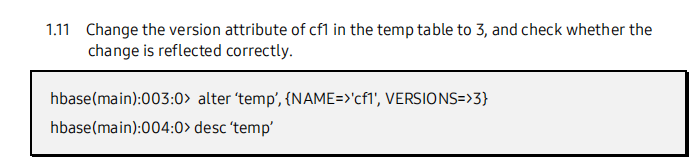 1.11 Change the version attribute of cf1 in the temp table to 3, and check whether the
change is reflected correctly.
hbase(main):003:0> alter ‘temp’, {NAME=>'cf1', VERSIONS=>3}
hbase(main):004:0> desc ‘temp’